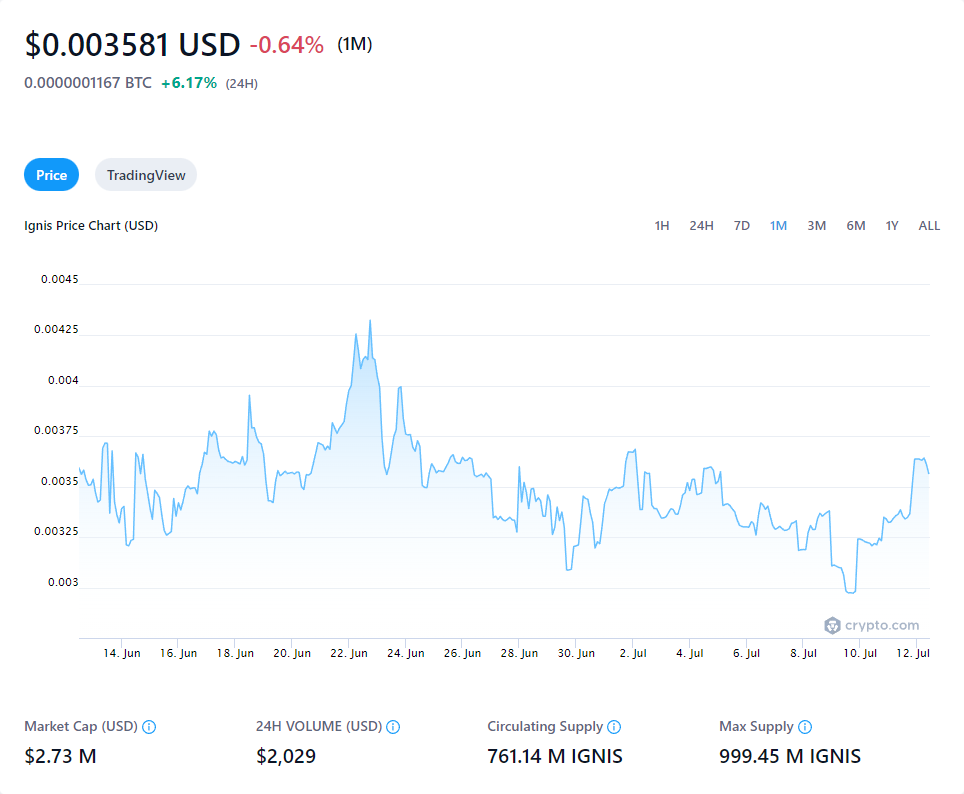 $0.003581 USD -0.64% (1M)
0.0000001167 BTC +6.17% (24H)
Price TradingView
Ignis Price Chart (USD) 1H 24H 7D 1M 3M 6M 1Y ALL
0.0045
0.00425
0.004
0.00375
0.0035
0.00325
0.003
crypto.com
14. Jun 16. Jun 18. Jun 20. Jun 22. Jun 24. Jun 26. Jun 28. Jun 30. Jun 2. Jul 4. Jul 6. Jul 8. Jul 10. Jul 12. Jul
Market Cap (USD) 24H VOLUME (USD) Circulating Supply Max Supply
$2.73 M $2,029 761.14 M IGNIS 999.45 M IGNIS